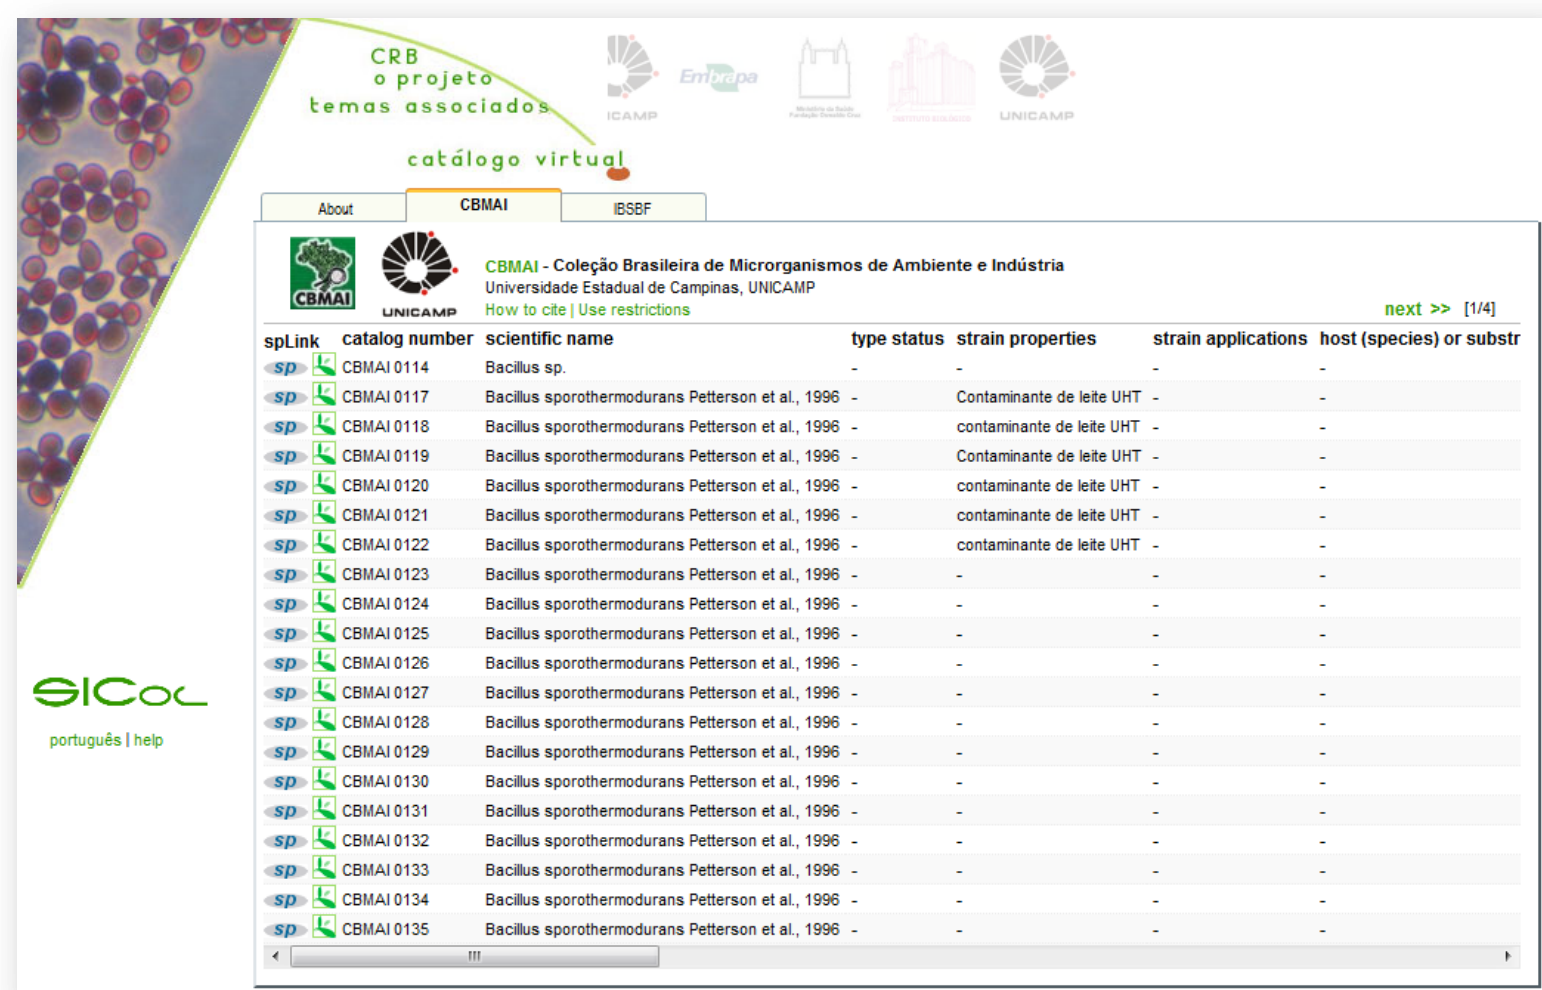 CRB
o projeto
temas associados
catálogo virtual
ICAMP
Embrapa
Ministério da Saúde
Fundação Oswaldo Cruz
INSTITUTO BIOLÓGICO
UNICAMP
About CBMAI IBSBF
CBMAI
UNICAMP
CBMAI - Coleção Brasileira de Microrganismos de Ambiente e Indústria
Universidade Estadual de Campinas, UNICAMP
How to cite | Use restrictions
next >> [1/4]
spLink catalog number scientific name type status strain properties strain applications host (species) or substr
sp CBMAI 0114 Bacillus sp. - - - -
sp CBMAI 0117 Bacillus sporothermodurans Petterson et al., 1996 - Contaminante de leite UHT - -
sp CBMAI 0118 Bacillus sporothermodurans Petterson et al., 1996 - contaminante de leite UHT - -
sp CBMAI 0119 Bacillus sporothermodurans Petterson et al., 1996 - Contaminante de leite UHT - -
sp CBMAI 0120 Bacillus sporothermodurans Petterson et al., 1996 - contaminante de leite UHT - -
sp CBMAI 0121 Bacillus sporothermodurans Petterson et al., 1996 - contaminante de leite UHT - -
sp CBMAI 0122 Bacillus sporothermodurans Petterson et al., 1996 - contaminante de leite UHT - -
sp CBMAI 0123 Bacillus sporothermodurans Petterson et al., 1996 - - - -
sp CBMAI 0124 Bacillus sporothermodurans Petterson et al., 1996 - - - -
sp CBMAI 0125 Bacillus sporothermodurans Petterson et al., 1996 - - - -
sp CBMAI 0126 Bacillus sporothermodurans Petterson et al., 1996 - - - -
sp CBMAI 0127 Bacillus sporothermodurans Petterson et al., 1996 - - - -
sp CBMAI 0128 Bacillus sporothermodurans Petterson et al., 1996 - - - -
sp CBMAI 0129 Bacillus sporothermodurans Petterson et al., 1996 - - - -
sp CBMAI 0130 Bacillus sporothermodurans Petterson et al., 1996 - - - -
sp CBMAI 0131 Bacillus sporothermodurans Petterson et al., 1996 - - - -
sp CBMAI 0132 Bacillus sporothermodurans Petterson et al., 1996 - - - -
sp CBMAI 0133 Bacillus sporothermodurans Petterson et al., 1996 - - - -
sp CBMAI 0134 Bacillus sporothermodurans Petterson et al., 1996 - - - -
sp CBMAI 0135 Bacillus sporothermodurans Petterson et al., 1996 - - - -
SICol
português | help